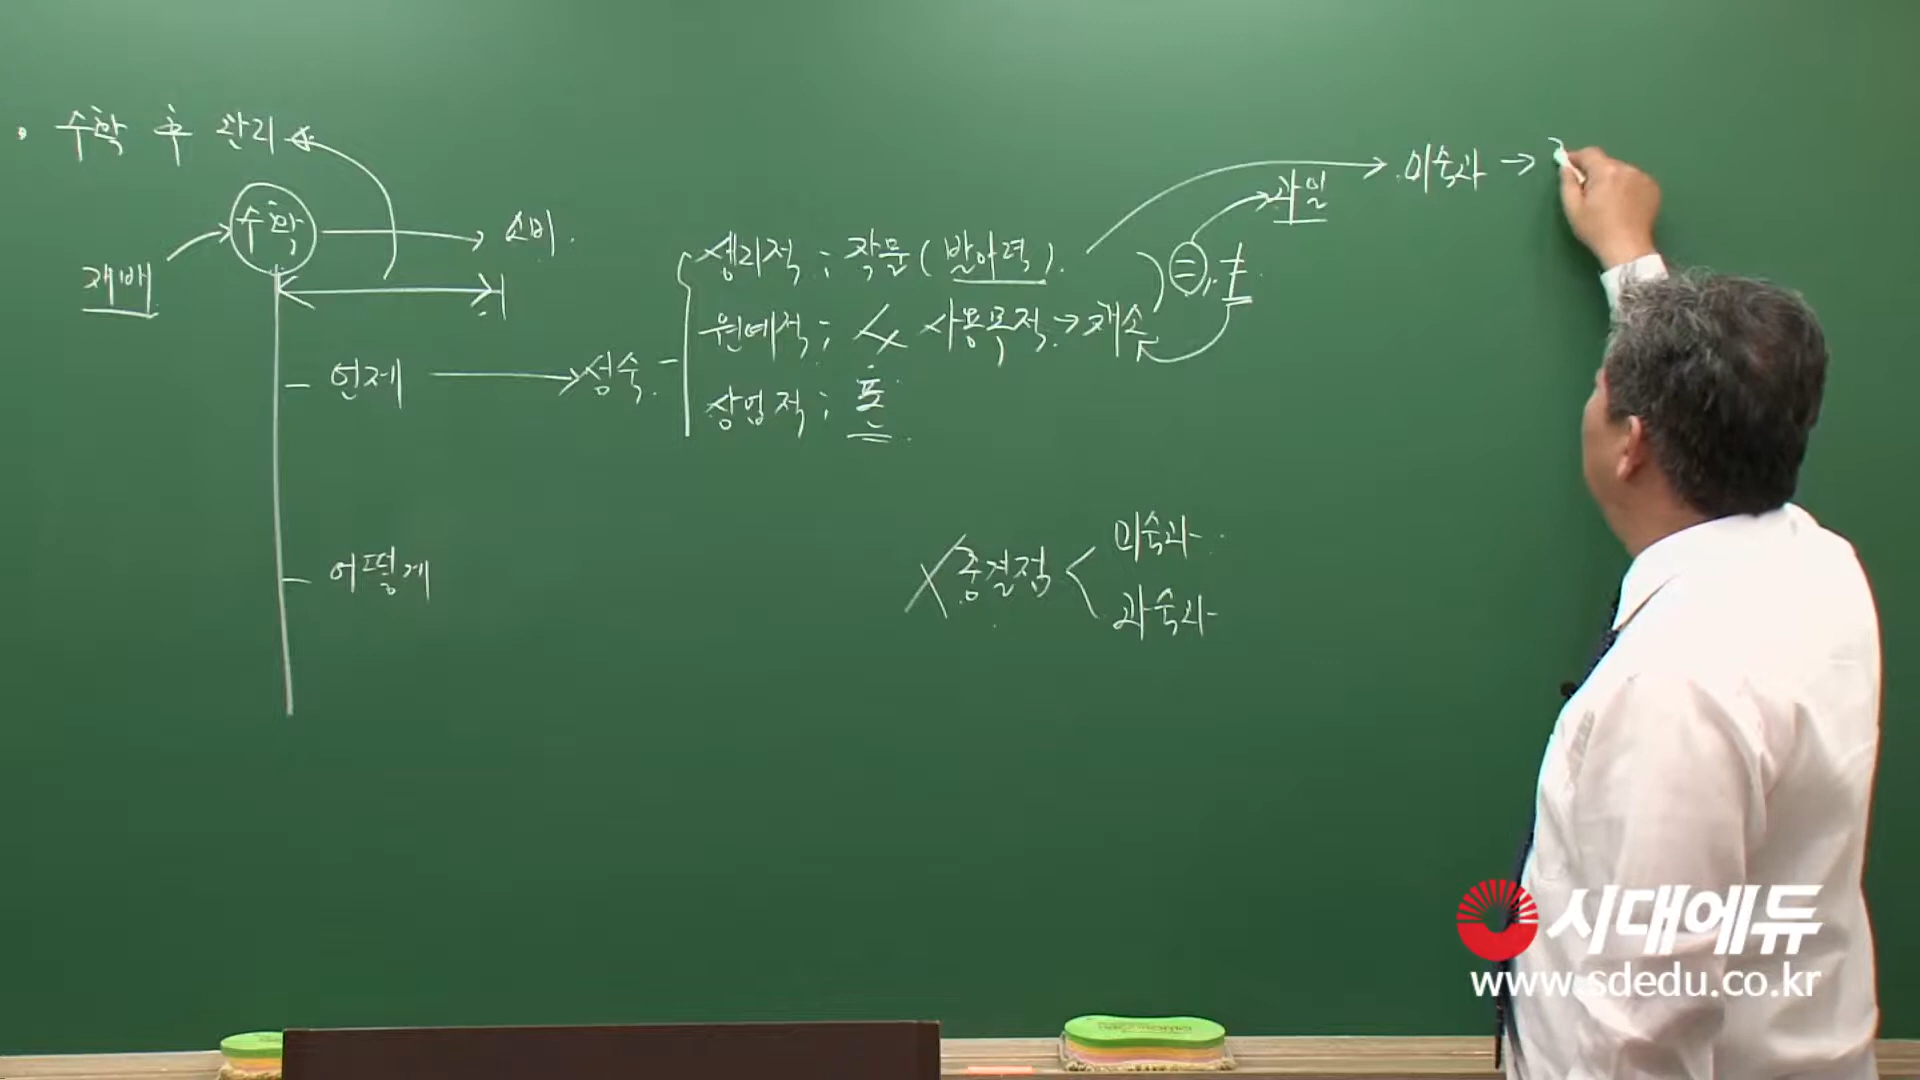 · 수확 후 관리
재배 → 수확 → 소비.
언제 → 성숙.
생리적 ; 작물 (발아력).
원예적 ; 사용목적. → 채소
상업적 ; 돈.
=, ≠.
과일
미숙과 →
어떻게
종결점 < 미숙과
과숙과
시대에듀
www.sdedu.co.kr